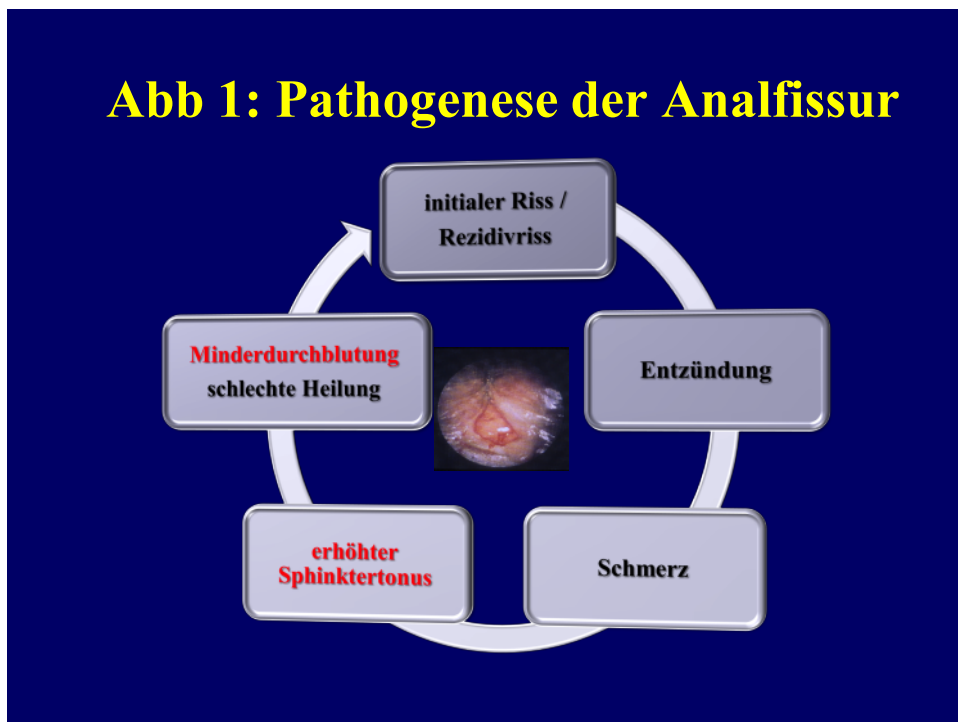 Abb 1: Pathogenese der Analfissur
initialer Riss /
Rezidivriss
Entzündung
Schmerz
erhöhter
Sphinktertonus
Minderdurchblutung
schlechte Heilung